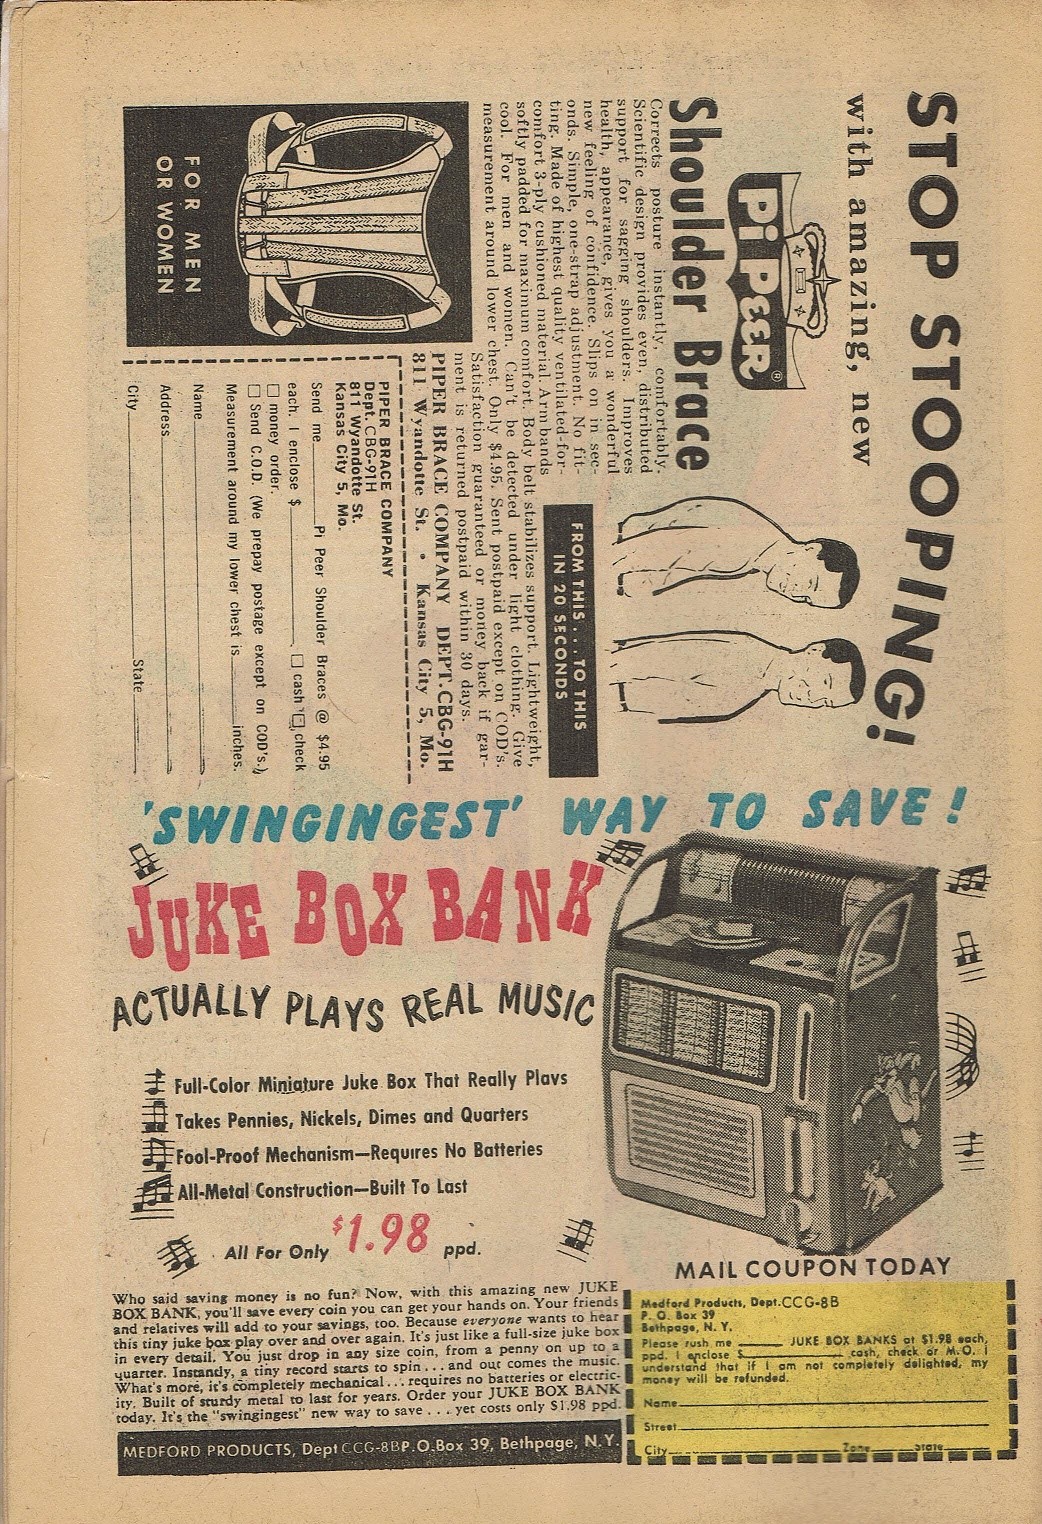 STOP STOOPING!
with amazing, new
PiPEER®
Shoulder Brace
Corrects posture instantly, comfortably.
Scientific design provides even, distributed
support for sagging shoulders. Improves
health, appearance, gives you a wonderful
new feeling of confidence. Slips on in sec-
onds. Simple, one-strap adjustment. No fit-
ting. Made of highest quality ventilated-for-
comfort 3-ply cushioned material. Arm bands
softly padded for maximum comfort. Body belt stabilizes support. Lightweight,
cool. For men and women. Can't be detected under light clothing. Give
measurement around lower chest. Only $4.95. Sent postpaid except on COD's.
Satisfaction guaranteed or money back if gar-
ment is returned postpaid within 30 days.
PIPER BRACE COMPANY DEPT.CBG-91H
811 Wyandotte St. • Kansas City 5, Mo.
FROM THIS . . . TO THIS
IN 20 SECONDS
FOR MEN
OR WOMEN
PIPER BRACE COMPANY
Dept. CBG-91H
811 Wyandotte St.
Kansas City 5, Mo.
Send me Pi Peer Shoulder Braces @ $4.95
each. I enclose $ . ☐ cash ☐ check
☐ money order.
☐ Send C.O.D. (We prepay postage except on COD's.)
Measurement around my lower chest is inches.
Name
Address
City State
'SWINGINGEST' WAY TO SAVE!
JUKE BOX BANK
ACTUALLY PLAYS REAL MUSIC
Full-Color Miniature Juke Box That Really Plays
Takes Pennies, Nickels, Dimes and Quarters
Fool-Proof Mechanism—Requires No Batteries
All-Metal Construction—Built To Last
All For Only $1.98 ppd.
Who said saving money is no fun? Now, with this amazing new JUKE
BOX BANK, you'll save every coin you can get your hands on. Your friends
and relatives will add to your savings, too. Because everyone wants to hear
this tiny juke box play over and over again. It's just like a full-size juke box
in every detail. You just drop in any size coin, from a penny on up to a
quarter. Instantly, a tiny record starts to spin . . . and out comes the music.
What's more, it's completely mechanical . . . requires no batteries or electric-
ity. Built of sturdy metal to last for years. Order your JUKE BOX BANK
today. It's the "swingingest" new way to save . . . yet costs only $1.98 ppd.
MEDFORD PRODUCTS, Dept CCG-8B P.O.Box 39, Bethpage, N.Y.
MAIL COUPON TODAY
Medford Products, Dept.CCG-8B
P. O. Box 39
Bethpage, N. Y.
Please rush me JUKE BOX BANKS at $1.98 each,
ppd. I enclose $ cash, check or M.O. I
understand that if I am not completely delighted, my
money will be refunded.
Name
Street
City Zone State